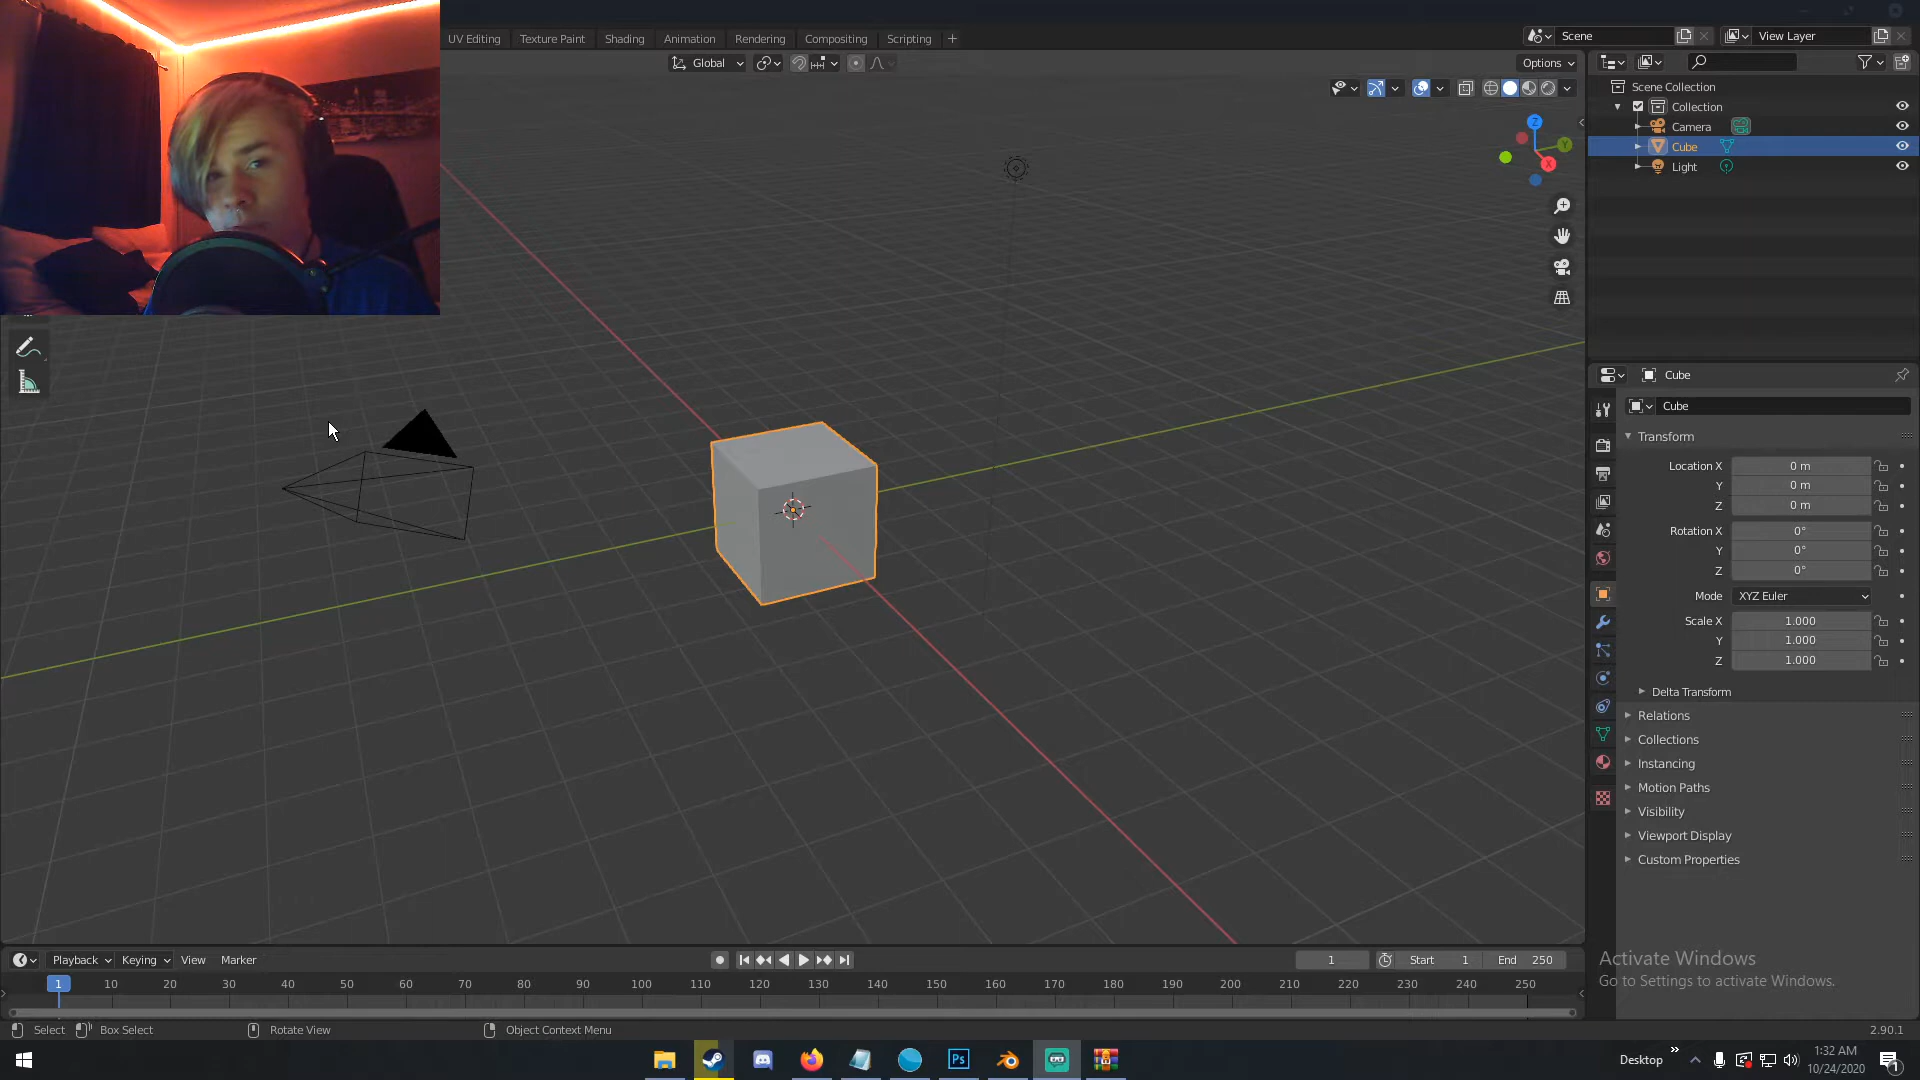 UV Editing Texture Paint Shading Animation Rendering Compositing Scripting +
Scene
View Layer
Global
Options
Scene Collection
Collection
Camera
Cube
Light
Z
Y
X
Cube
Cube
Transform
Location X 0 m
Y 0 m
Z 0 m
Rotation X 0°
Y 0°
Z 0°
Mode XYZ Euler
Scale X 1.000
Y 1.000
Z 1.000
Delta Transform
Relations
Collections
Instancing
Motion Paths
Visibility
Viewport Display
Custom Properties
Activate Windows
Go to Settings to activate Windows.
Playback Keying View Marker
1 Start 1 End 250
1 10 20 30 40 50 60 70 80 90 100 110 120 130 140 150 160 170 180 190 200 210 220 230 240 250
Select Box Select Rotate View Object Context Menu 2.90.1
Ps
Desktop
1:32 AM
10/24/2020
1